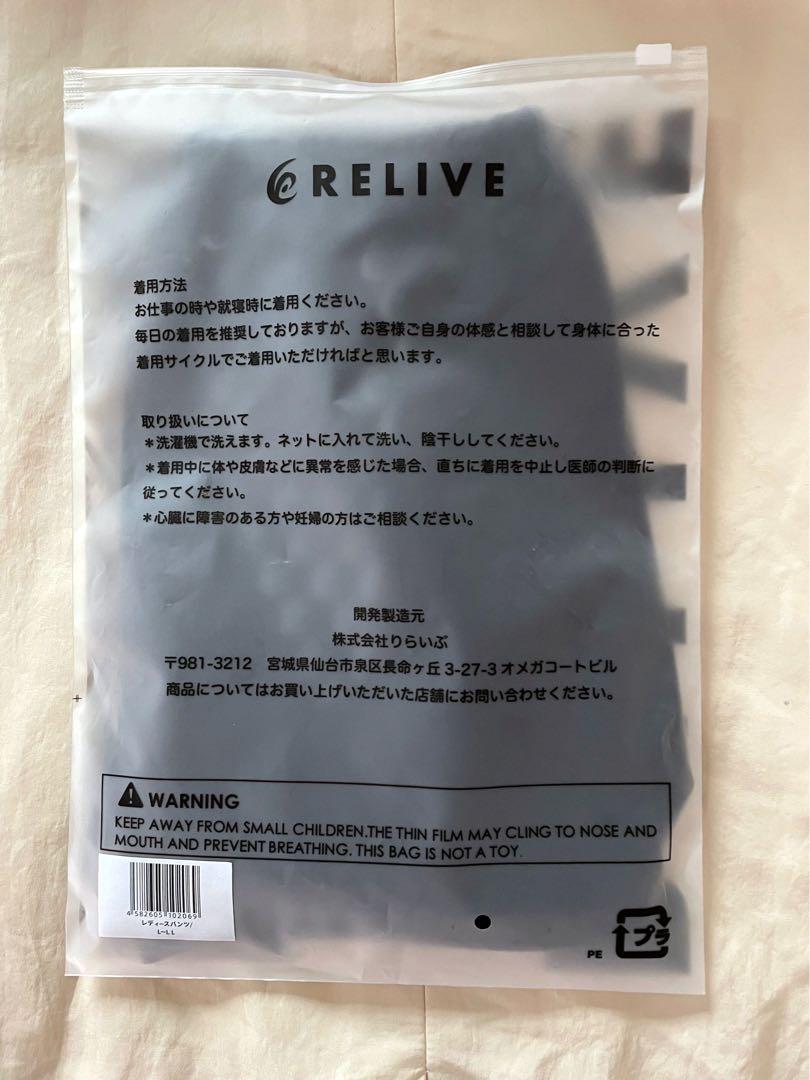 RELIVE
着用方法
お仕事の時や就寝時に着用ください。
毎日の着用を推奨しておりますが、お客様ご自身の体感と相談して身体に合った
着用サイクルでご着用いただければと思います。
取り扱いについて
＊洗濯機で洗えます。ネットに入れて洗い、陰干ししてください。
＊着用中に体や皮膚などに異常を感じた場合、直ちに着用を中止し医師の判断に
従ってください。
＊心臓に障害のある方や妊婦の方はご相談ください。
開発製造元
株式会社りらいぶ
〒981-3212　宮城県仙台市泉区長命ヶ丘3-27-3オメガコートビル
商品についてはお買い上げいただいた店舗にお問い合わせください。
WARNING
KEEP AWAY FROM SMALL CHILDREN.THE THIN FILM MAY CLING TO NOSE AND
MOUTH AND PREVENT BREATHING. THIS BAG IS NOT A TOY.
4 582605 102069
レディースパンツ/
L~LL
PE
プラ